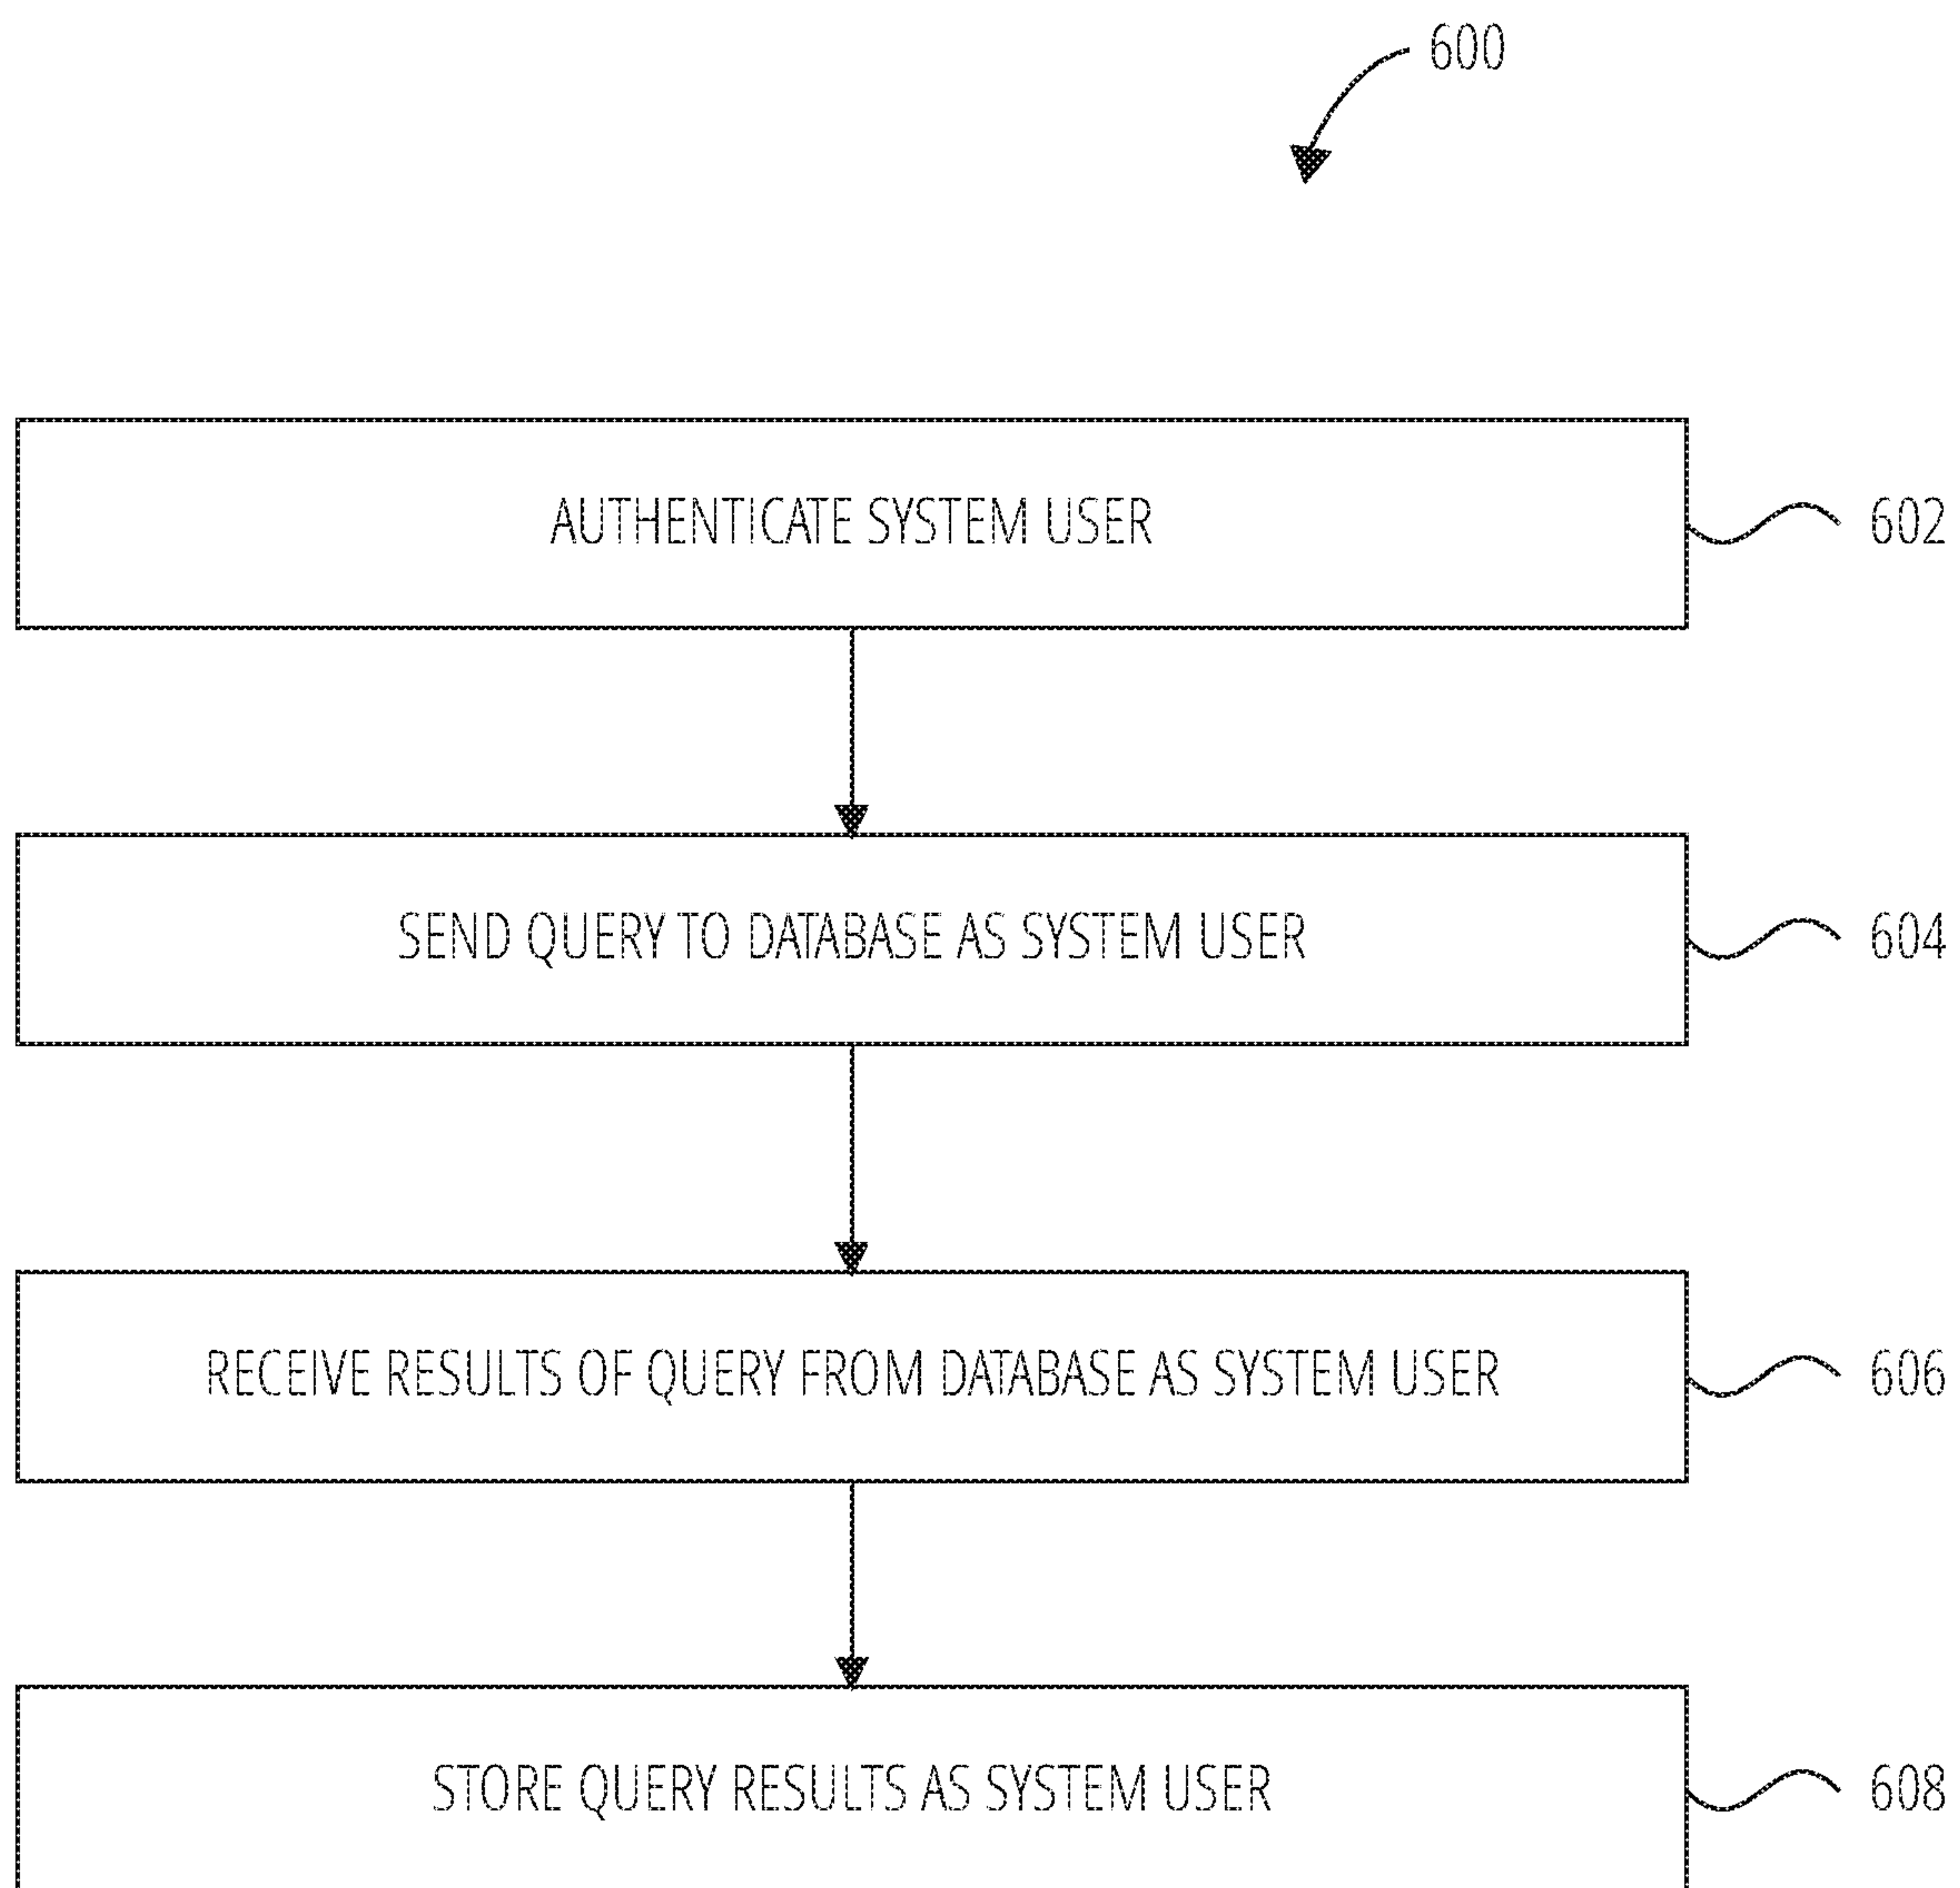 600
AUTHENTICATE SYSTEM USER
602
SEND QUERY TO DATABASE AS SYSTEM USER
604
RECEIVE RESULTS OF QUERY FROM DATABASE AS SYSTEM USER
606
STORE QUERY RESULTS AS SYSTEM USER
608